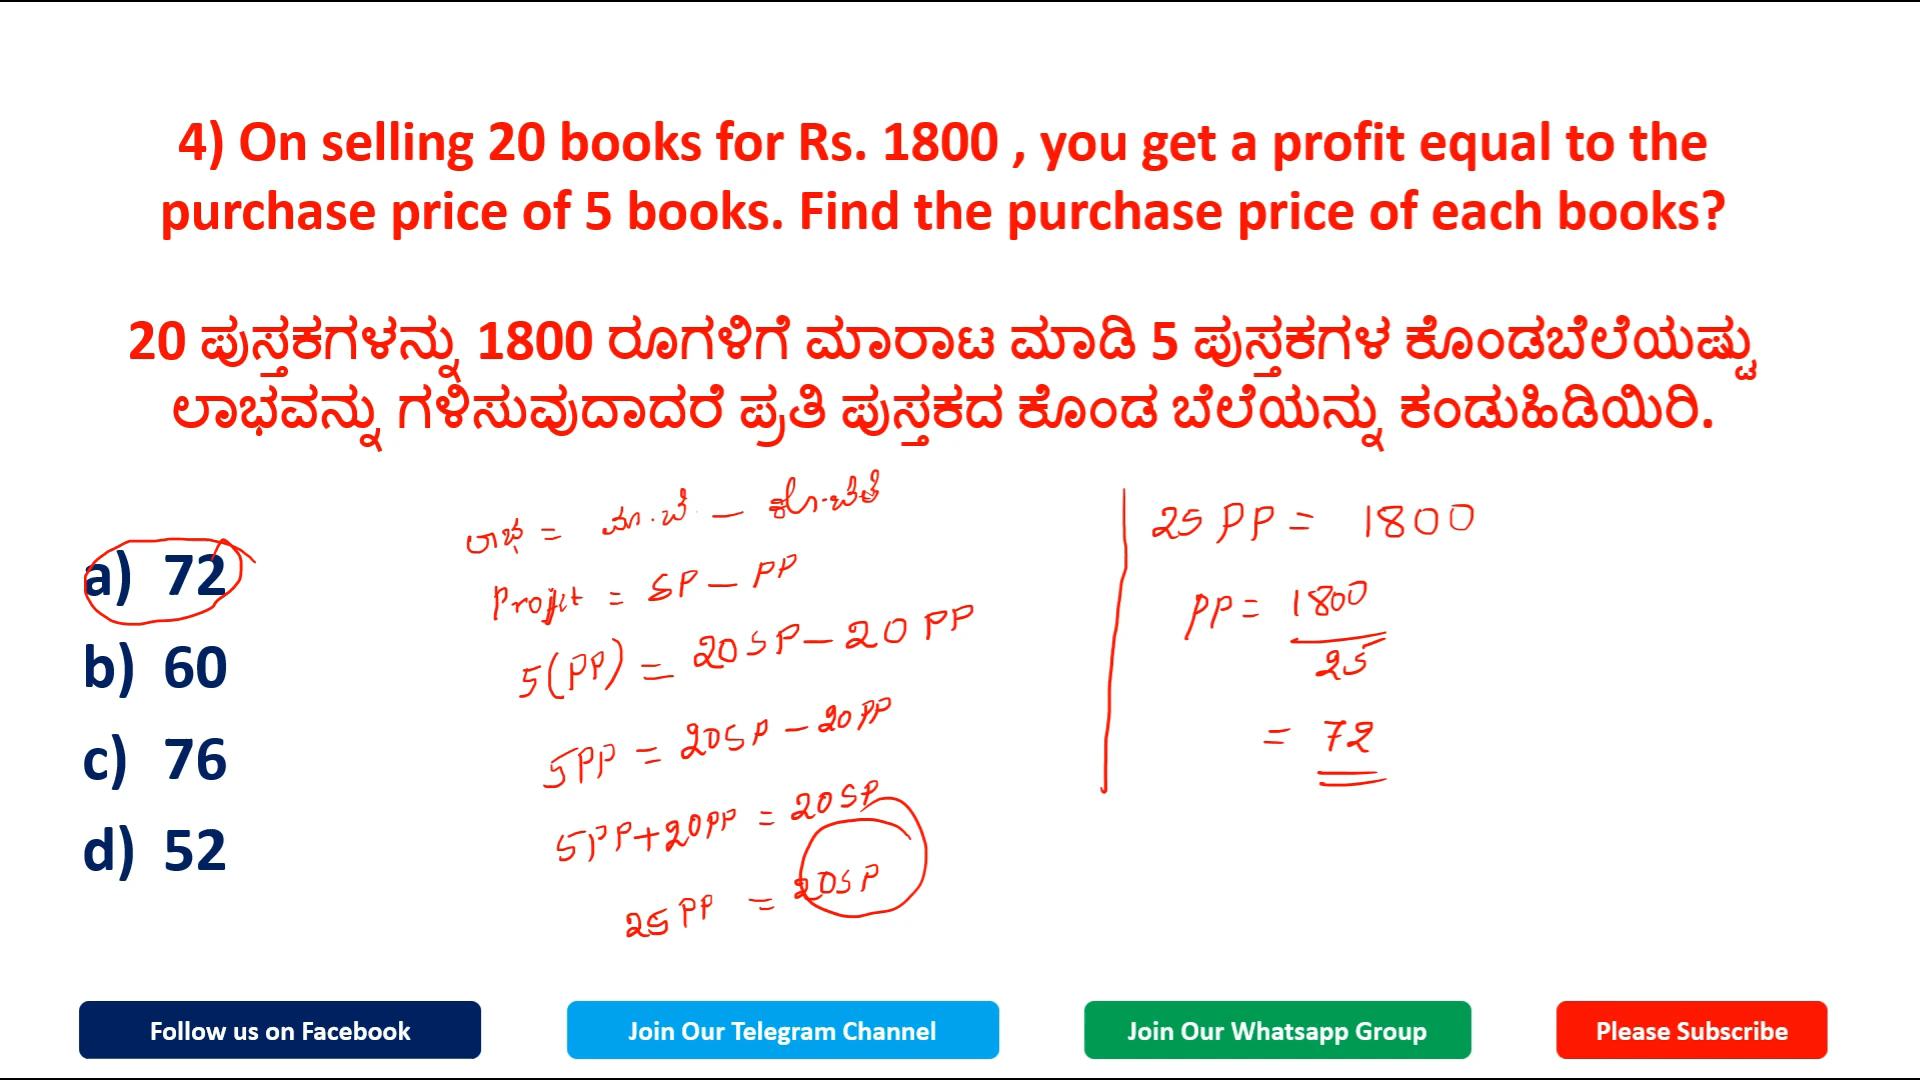 4) On selling 20 books for Rs. 1800 , you get a profit equal to the
purchase price of 5 books. Find the purchase price of each books?
20 ಪುಸ್ತಕಗಳನ್ನು 1800 ರೂಗಳಿಗೆ ಮಾರಾಟ ಮಾಡಿ 5 ಪುಸ್ತಕಗಳ ಕೊಂಡಬೆಲೆಯಷ್ಟು
ಲಾಭವನ್ನು ಗಳಿಸುವುದಾದರೆ ಪ್ರತಿ ಪುಸ್ತಕದ ಕೊಂಡ ಬೆಲೆಯನ್ನು ಕಂಡುಹಿಡಿಯಿರಿ.
a) 72
b) 60
c) 76
d) 52
ಲಾಭ = ಮಾ.ಬೆ - ಕೊ.ಬೆಲೆ
Profit = SP - PP
5(PP) = 20SP - 20PP
5PP = 20SP - 20PP
5PP+20PP = 20SP
25PP = 20SP
25PP = 1800
PP = 1800
25
= 72
Follow us on Facebook
Join Our Telegram Channel
Join Our Whatsapp Group
Please Subscribe